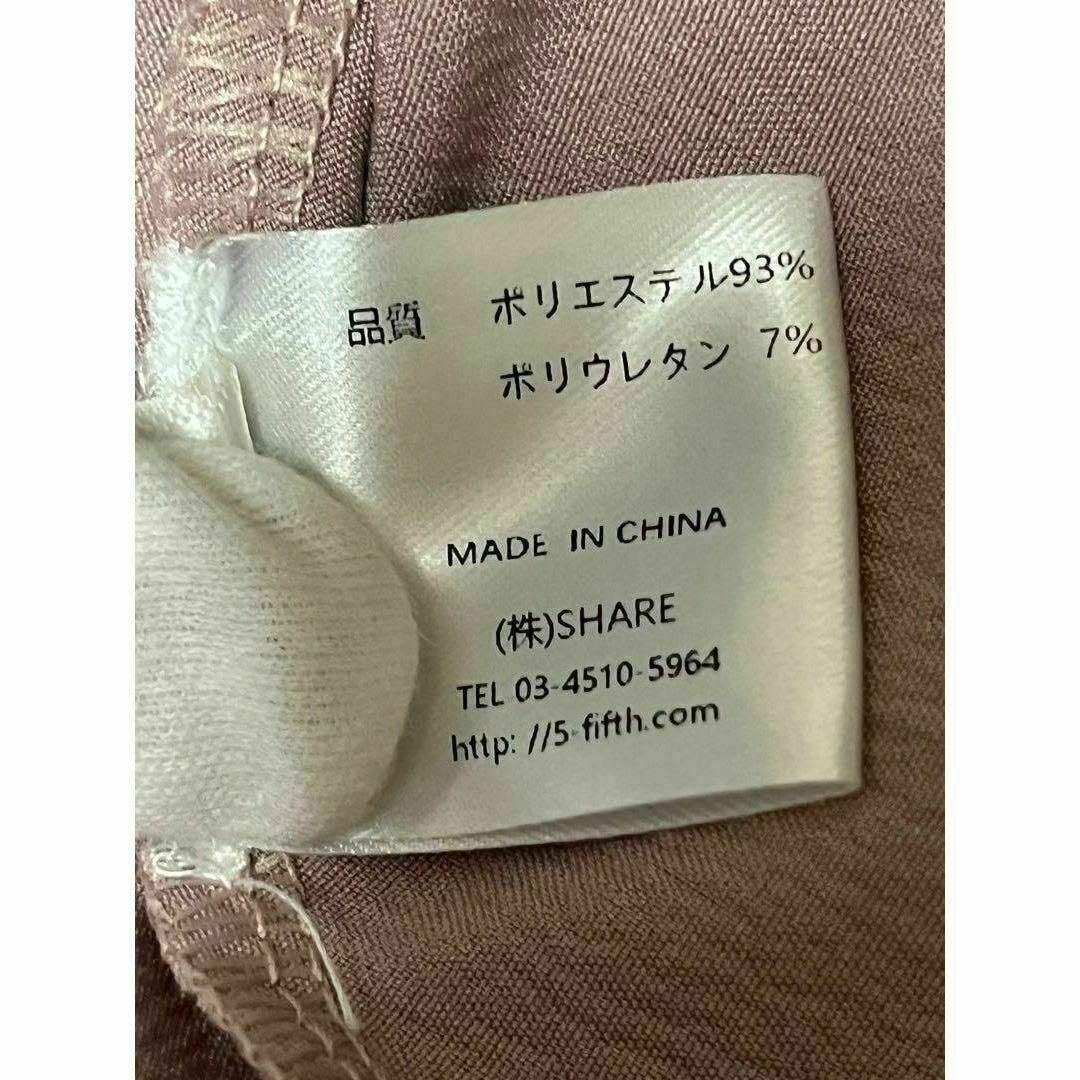 品質 ポリエステル93%
ポリウレタン 7%
MADE IN CHINA
(株)SHARE
TEL 03-4510-5964
http: //5-fifth.com